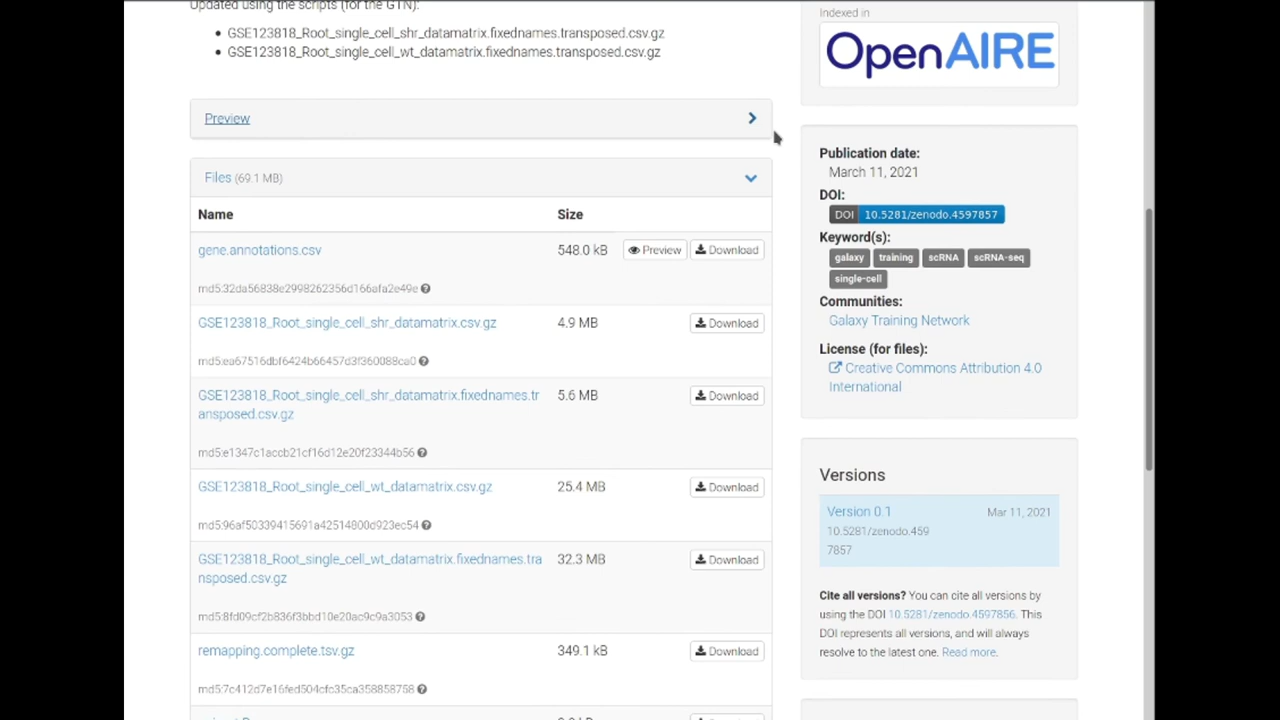 Updated using the scripts (for the GTN):
GSE123818_Root_single_cell_shr_datamatrix.fixednames.transposed.csv.gz
GSE123818_Root_single_cell_wt_datamatrix.fixednames.transposed.csv.gz
Preview
Files (69.1 MB)
Name Size
gene.annotations.csv 548.0 kB Preview Download
md5:32da56838e2998262356d166afa2e49e
GSE123818_Root_single_cell_shr_datamatrix.csv.gz 4.9 MB Download
md5:ea67516dbf6424b66457d3f360088ca0
GSE123818_Root_single_cell_shr_datamatrix.fixednames.tr 5.6 MB Download
ansposed.csv.gz
md5:e1347c1accb21cf16d12e20f23344b56
GSE123818_Root_single_cell_wt_datamatrix.csv.gz 25.4 MB Download
md5:96af50339415691a42514800d923ec54
GSE123818_Root_single_cell_wt_datamatrix.fixednames.tra 32.3 MB Download
nsposed.csv.gz
md5:8fd09cf2b836f3bbd10e20ac9c9a3053
remapping.complete.tsv.gz 349.1 kB Download
md5:7c412d7e16fed504cfc35ca358858758
Indexed in
OpenAIRE
Publication date:
March 11, 2021
DOI:
DOI 10.5281/zenodo.4597857
Keyword(s):
galaxy training scRNA scRNA-seq
single-cell
Communities:
Galaxy Training Network
License (for files):
Creative Commons Attribution 4.0
International
Versions
Version 0.1 Mar 11, 2021
10.5281/zenodo.459
7857
Cite all versions? You can cite all versions by
using the DOI 10.5281/zenodo.4597856. This
DOI represents all versions, and will always
resolve to the latest one. Read more.